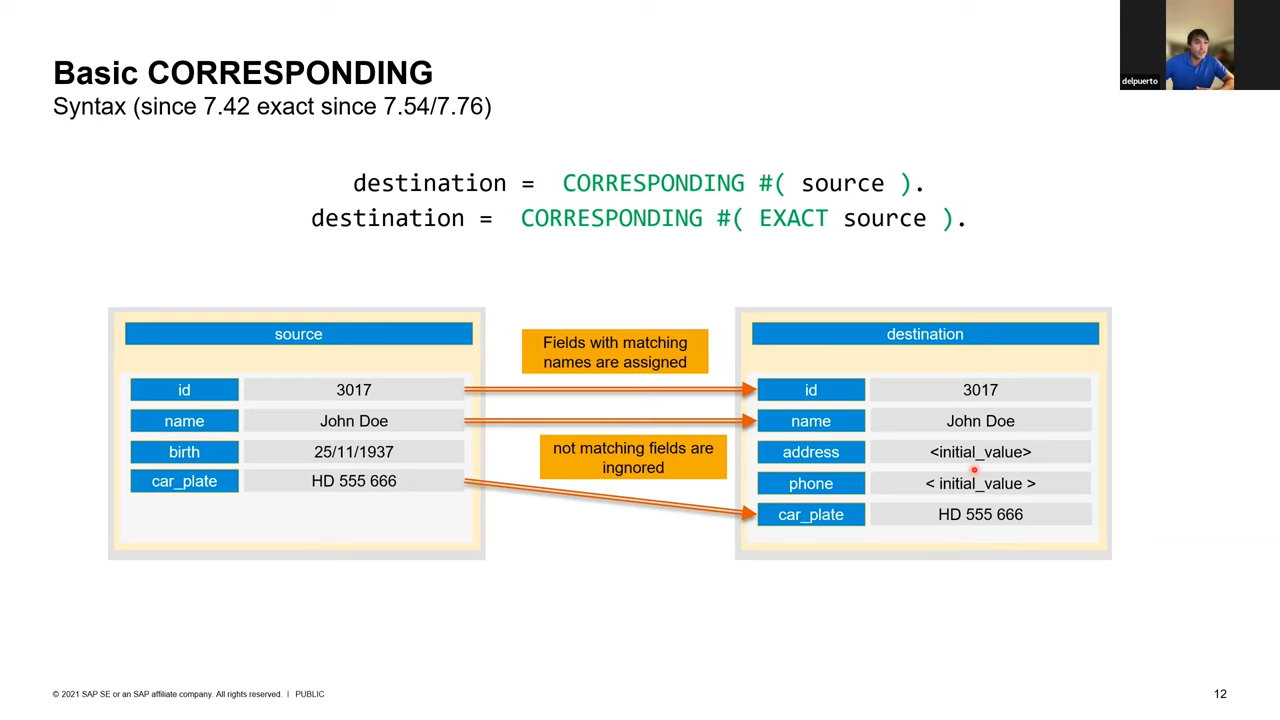 delpuerto
Basic CORRESPONDING
Syntax (since 7.42 exact since 7.54/7.76)
destination = CORRESPONDING #( source ).
destination = CORRESPONDING #( EXACT source ).
source
id 3017
name John Doe
birth 25/11/1937
car_plate HD 555 666
Fields with matching
names are assigned
not matching fields are
ingnored
destination
id 3017
name John Doe
address <initial_value>
phone < initial_value >
car_plate HD 555 666
© 2021 SAP SE or an SAP affiliate company. All rights reserved. I PUBLIC
12